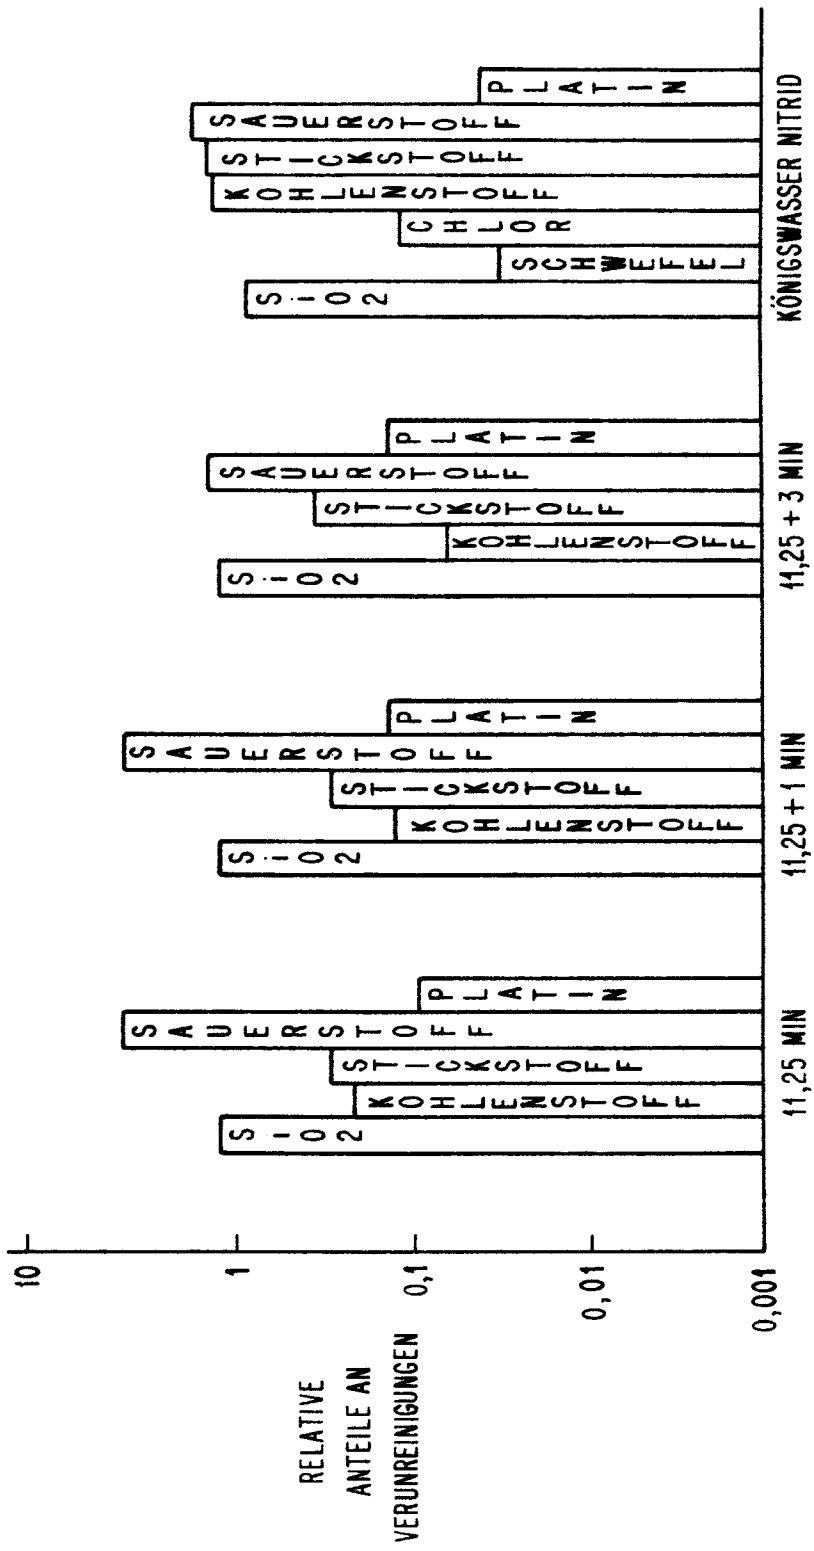 RELATIVE
ANTEILE AN
VERUNREINIGUNGEN
10
1
0,1
0,01
0,001
SiO2
KOHLENSTOFF
STICKSTOFF
SAUERSTOFF
PLATIN
11,25 MIN
SiO2
KOHLENSTOFF
STICKSTOFF
SAUERSTOFF
PLATIN
11,25 + 1 MIN
SiO2
KOHLENSTOFF
STICKSTOFF
SAUERSTOFF
PLATIN
11,25 + 3 MIN
SiO2
SCHWEFEL
CHLOR
KOHLENSTOFF
STICKSTOFF
SAUERSTOFF
PLATIN
KÖNIGSWASSER NITRID